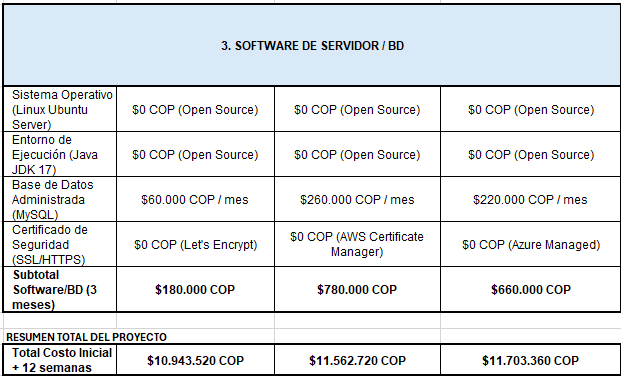 3. SOFTWARE DE SERVIDOR / BD
Sistema Operativo
(Linux Ubuntu
Server)
$0 COP (Open Source)
$0 COP (Open Source)
$0 COP (Open Source)
Entorno de
Ejecución (Java
JDK 17)
$0 COP (Open Source)
$0 COP (Open Source)
$0 COP (Open Source)
Base de Datos
Administrada
(MySQL)
$60.000 COP / mes
$260.000 COP / mes
$220.000 COP / mes
Certificado de
Seguridad
(SSL/HTTPS)
$0 COP (Let's Encrypt)
$0 COP (AWS Certificate
Manager)
$0 COP (Azure Managed)
Subtotal
Software/BD (3
meses)
$180.000 COP
$780.000 COP
$660.000 COP
RESUMEN TOTAL DEL PROYECTO
Total Costo Inicial
+ 12 semanas
$10.943.520 COP
$11.562.720 COP
$11.703.360 COP